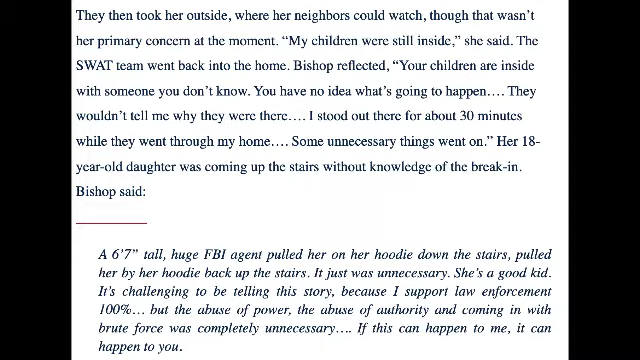 They then took her outside, where her neighbors could watch, though that wasn't
her primary concern at the moment. “My children were still inside,” she said. The
SWAT team went back into the home. Bishop reflected, “Your children are inside
with someone you don't know. You have no idea what's going to happen…. They
wouldn't tell me why they were there…. I stood out there for about 30 minutes
while they went through my home…. Some unnecessary things went on.” Her 18-
year-old daughter was coming up the stairs without knowledge of the break-in.
Bishop said:
A 6'7” tall, huge FBI agent pulled her on her hoodie down the stairs, pulled
her by her hoodie back up the stairs. It just was unnecessary. She's a good kid.
It's challenging to be telling this story, because I support law enforcement
100%… but the abuse of power, the abuse of authority and coming in with
brute force was completely unnecessary…. If this can happen to me, it can
happen to you.